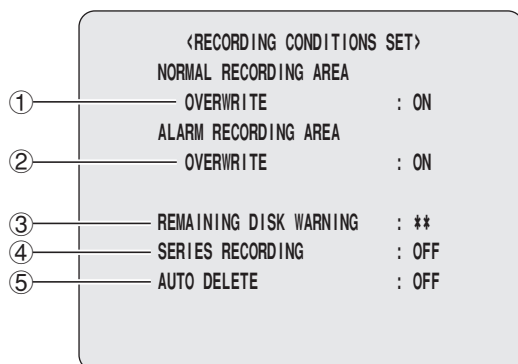 <RECORDING CONDITIONS SET>
NORMAL RECORDING AREA
① OVERWRITE : ON
ALARM RECORDING AREA
② OVERWRITE : ON
③ REMAINING DISK WARNING : **
④ SERIES RECORDING : OFF
⑤ AUTO DELETE : OFF